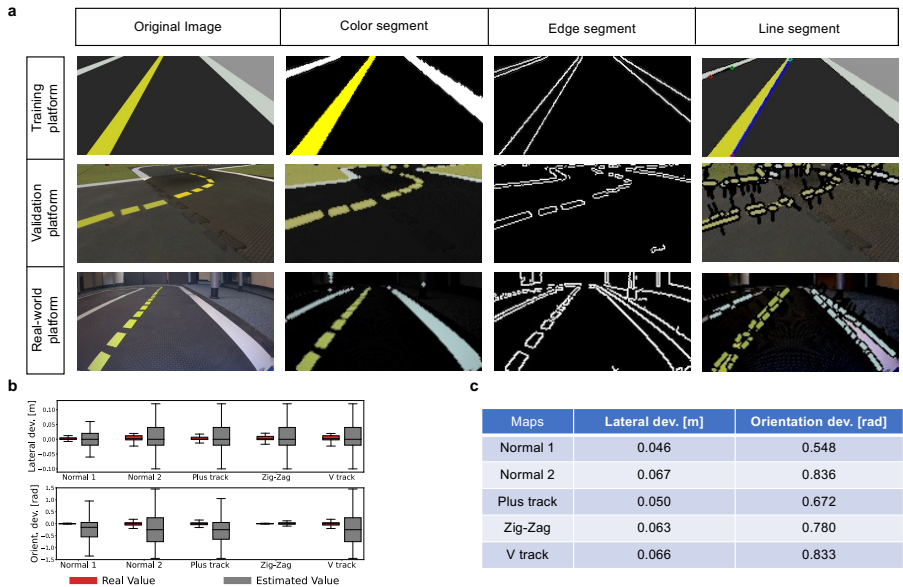 a
Original Image Color segment Edge segment Line segment
Training platform
Validation platform
Real-world platform
b
Lateral dev. [m]
0.10
0.05
0.00
−0.05
−0.10
Normal 1 Normal 2 Plus track Zig-Zag V track
Orient. dev. [rad]
1.5
1.0
0.5
0.0
−0.5
−1.0
−1.5
Normal 1 Normal 2 Plus track Zig-Zag V track
Real Value Estimated Value
c
Maps Lateral dev. [m] Orientation dev. [rad]
Normal 1 0.046 0.548
Normal 2 0.067 0.836
Plus track 0.050 0.672
Zig-Zag 0.063 0.780
V track 0.066 0.833